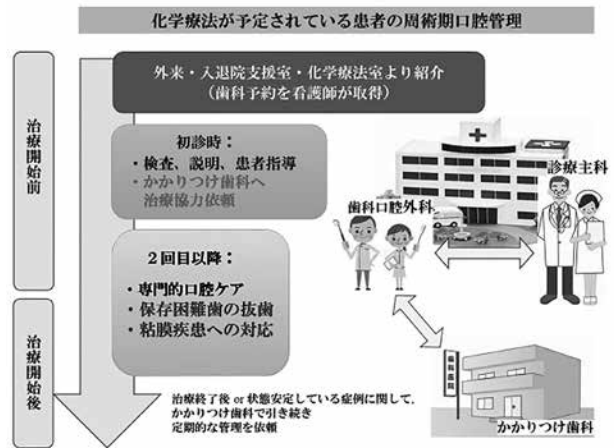 化学療法が予定されている患者の周術期口腔管理
治療開始前
治療開始後
外来・入退院支援室・化学療法室より紹介
(歯科予約を看護師が取得)
初診時：
・検査、説明、患者指導
・かかりつけ歯科へ
治療協力依頼
2回目以降：
・専門的口腔ケア
・保存困難歯の抜歯
・粘膜疾患への対応
治療終了後 or 状態安定している症例に関して、
かかりつけ歯科で引き続き
定期的な管理を依頼
診療主科
歯科口腔外科
歯科医院
かかりつけ歯科